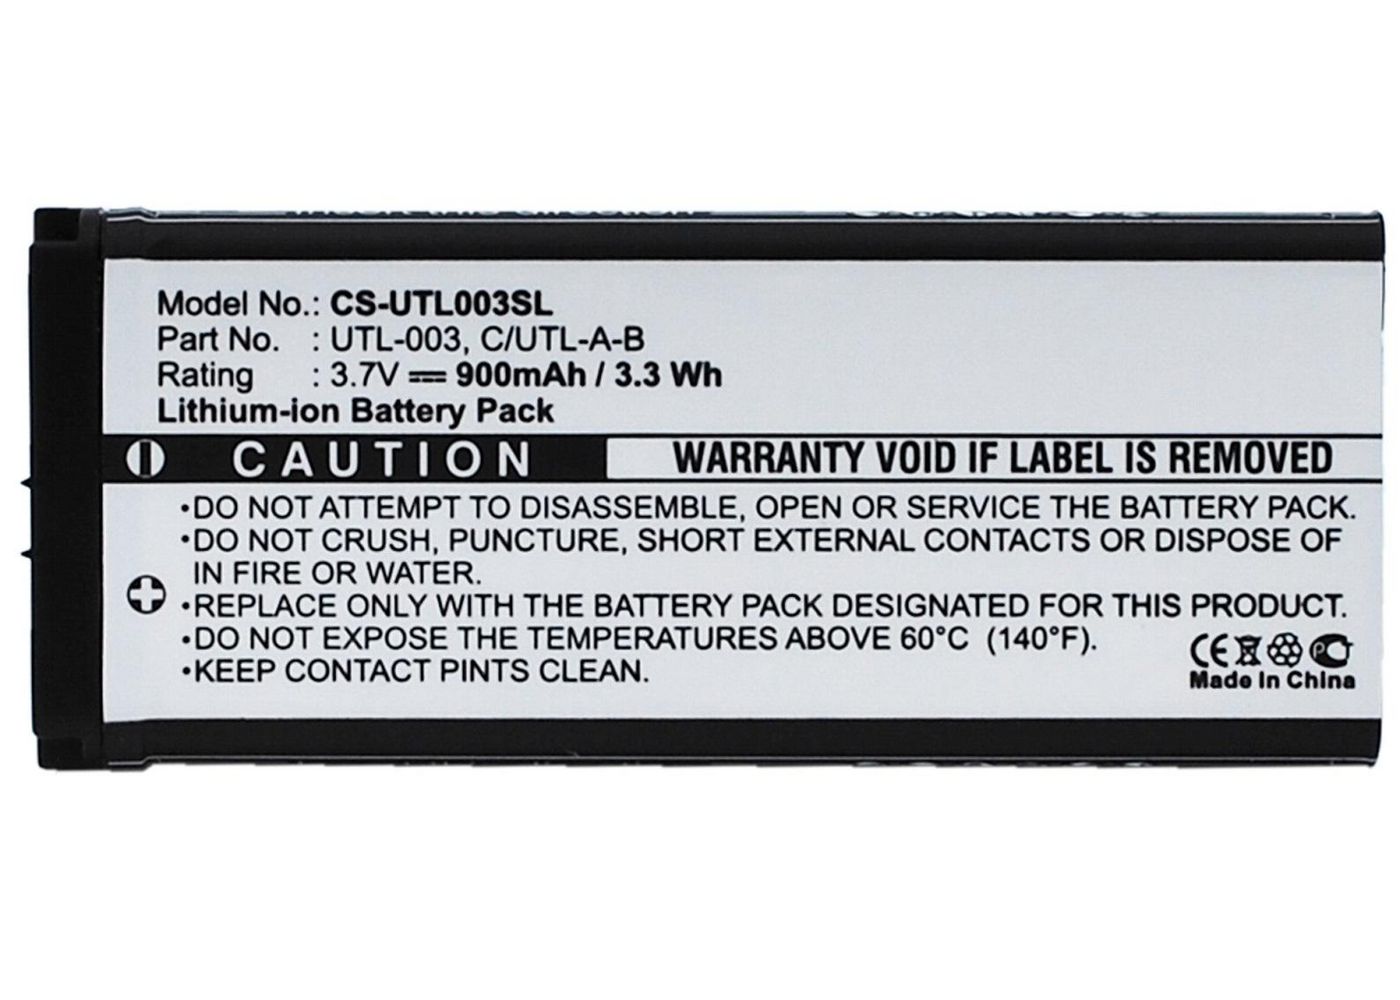 Insert this direction
Model No.: CS-UTL003SL
Part No. : UTL-003, C/UTL-A-B
Rating : 3.7V 900mAh / 3.3 Wh
Lithium-ion Battery Pack
CAUTION WARRANTY VOID IF LABEL IS REMOVED
•DO NOT ATTEMPT TO DISASSEMBLE, OPEN OR SERVICE THE BATTERY PACK.
•DO NOT CRUSH, PUNCTURE, SHORT EXTERNAL CONTACTS OR DISPOSE OF
IN FIRE OR WATER.
•REPLACE ONLY WITH THE BATTERY PACK DESIGNATED FOR THIS PRODUCT.
•DO NOT EXPOSE THE TEMPERATURES ABOVE 60°C (140°F).
•KEEP CONTACT PINTS CLEAN.
CE
Made In China